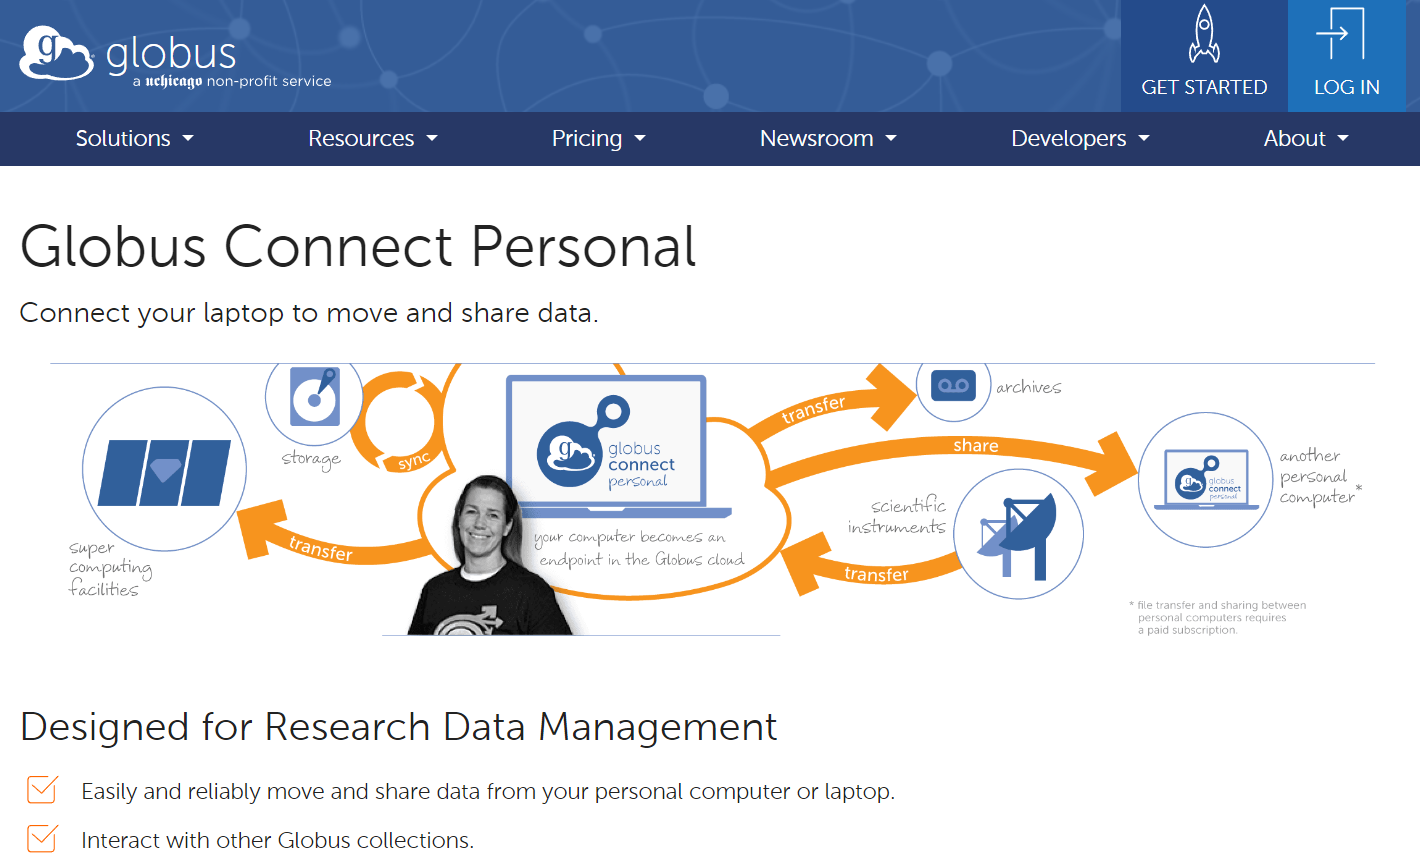 globus
a uchicago non-profit service
GET STARTED
LOG IN
Solutions
Resources
Pricing
Newsroom
Developers
About
Globus Connect Personal
Connect your laptop to move and share data.
super
computing
facilities
storage
sync
transfer
g
globus
connect
personal
your computer becomes an
endpoint in the Globus cloud
transfer
archives
share
scientific
instruments
transfer
g
globus
connect
personal
another
personal
computer*
* file transfer and sharing between
personal computers requires
a paid subscription.
Designed for Research Data Management
Easily and reliably move and share data from your personal computer or laptop.
Interact with other Globus collections.